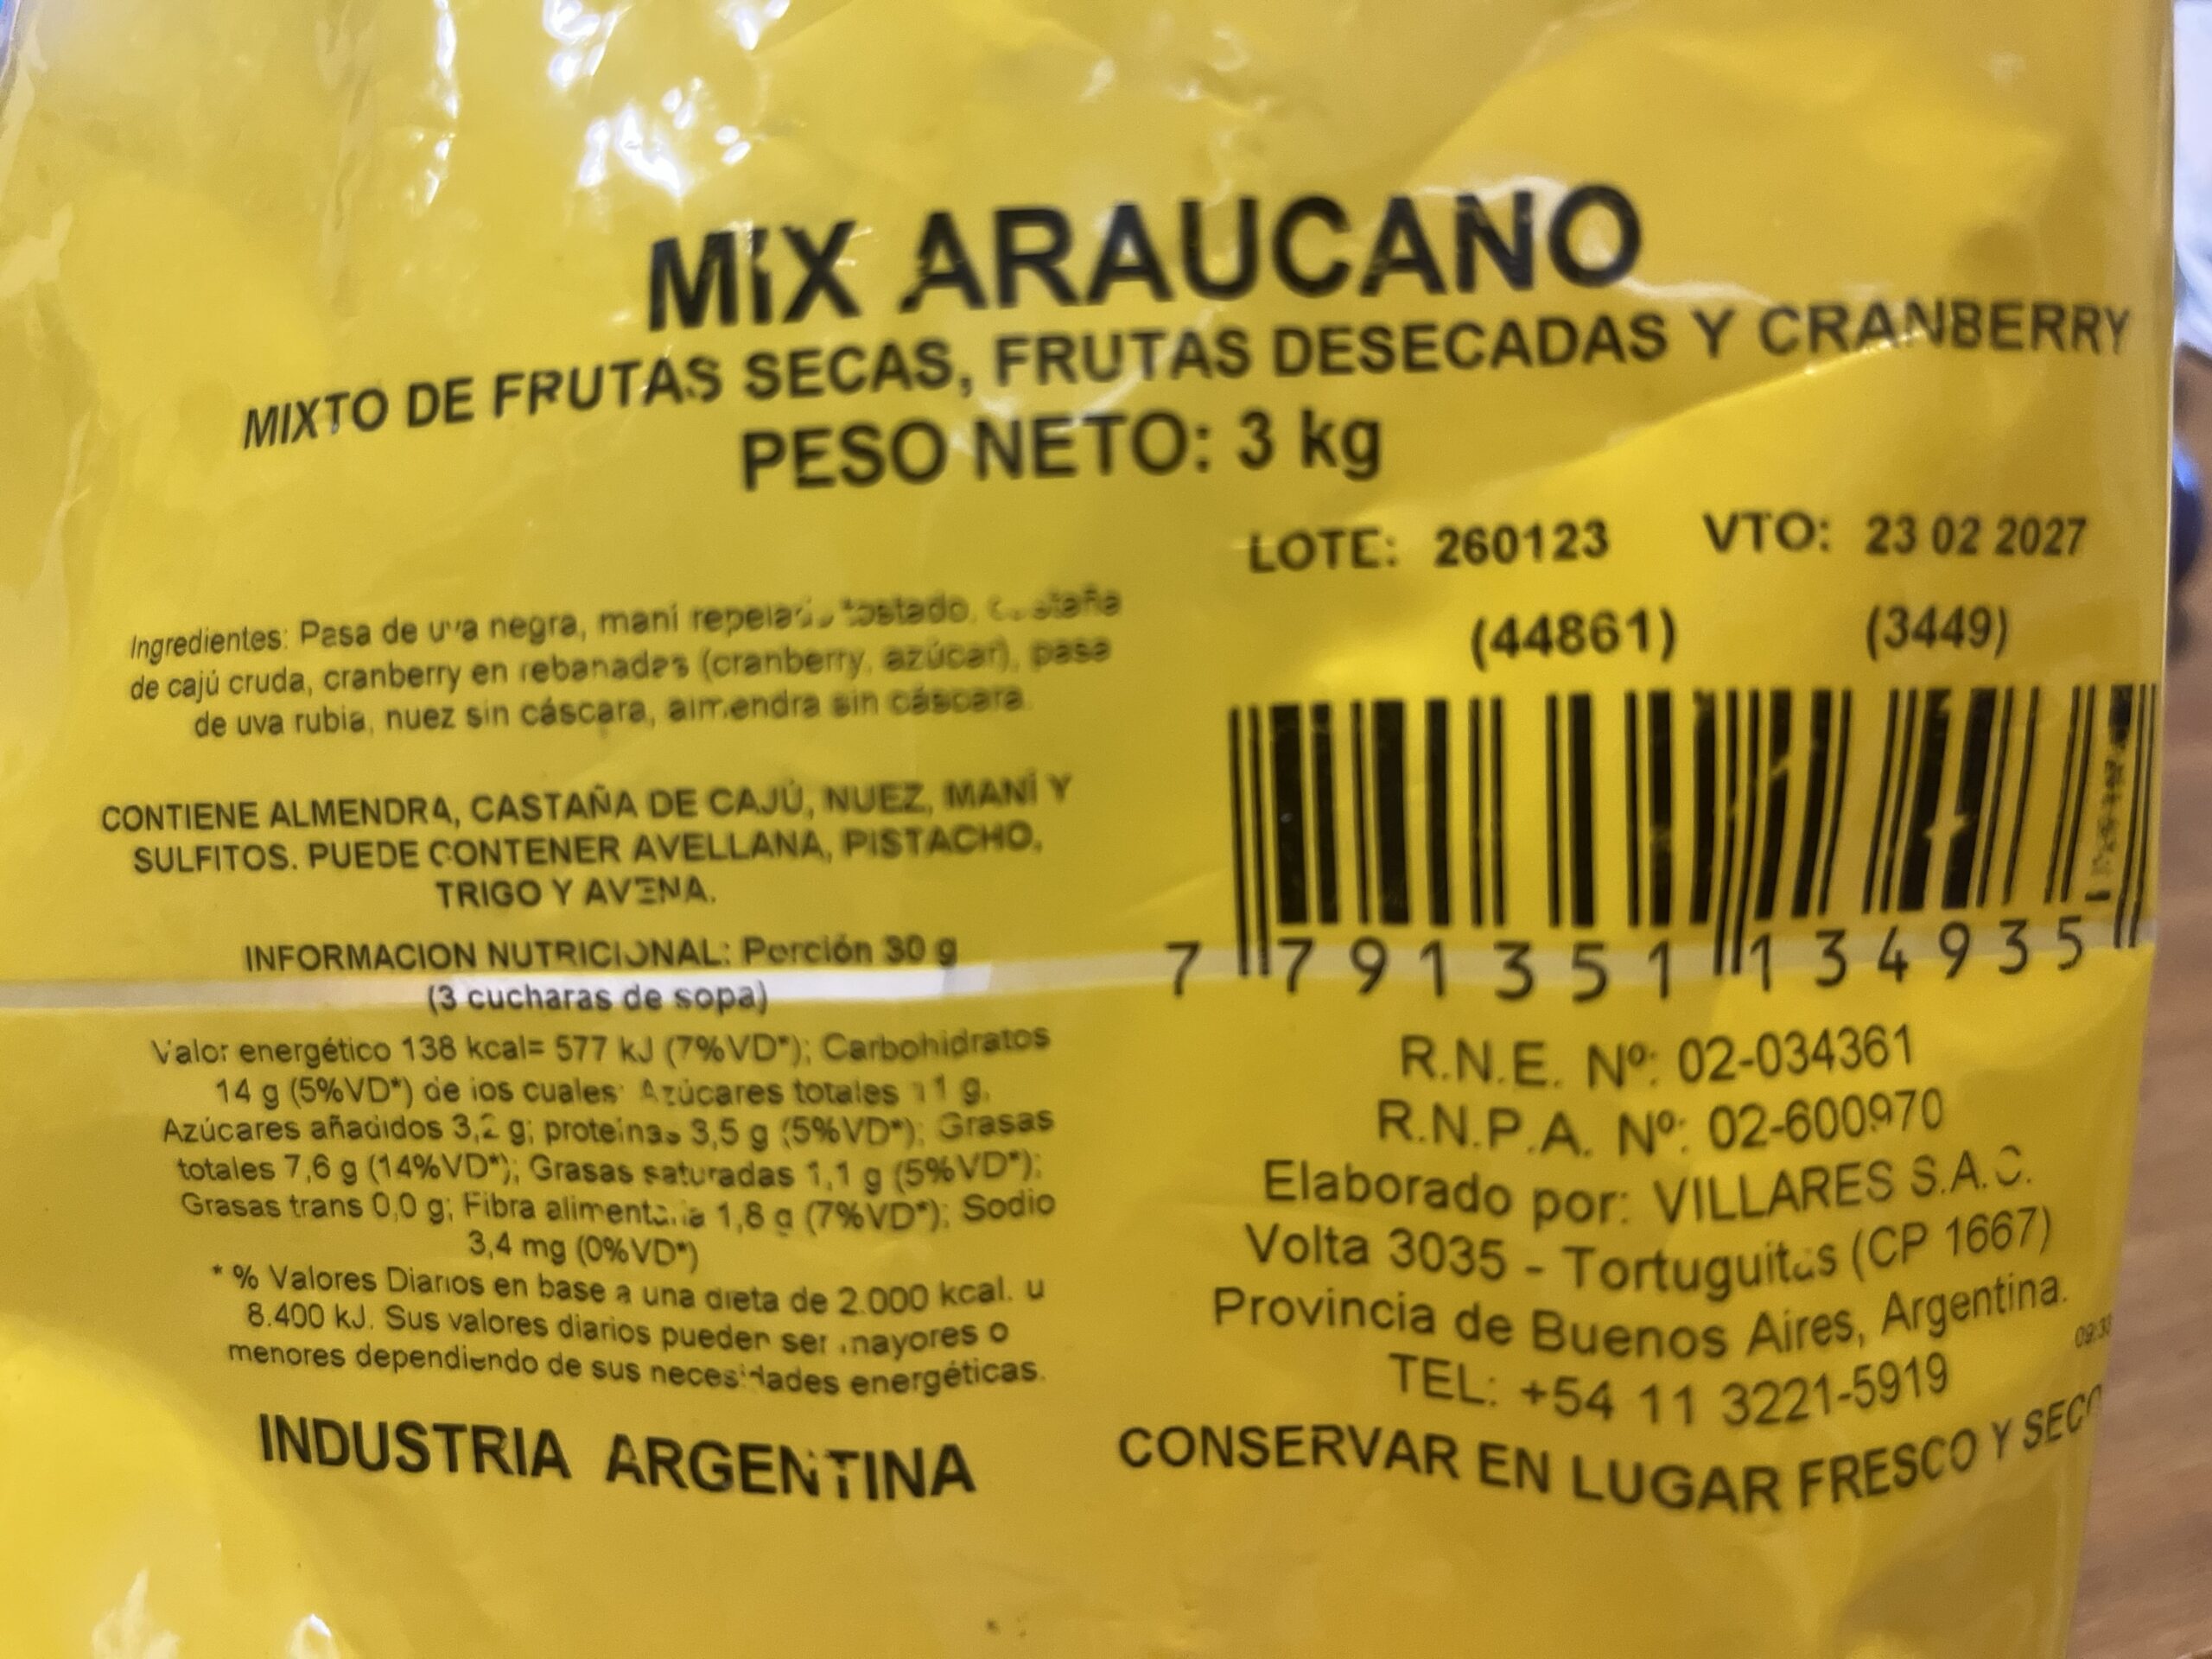 MIX ARAUCANO
MIXTO DE FRUTAS SECAS, FRUTAS DESECADAS Y CRANBERRY
PESO NETO: 3 kg
LOTE: 260123 VTO: 23 02 2027
(44861) (3449)
Ingredientes: Pasa de uva negra, maní repelado tostado, castaña
de cajú cruda, cranberry en rebanadas (cranberry, azúcar), pasa
de uva rubia, nuez sin cáscara, almendra sin cáscara.
CONTIENE ALMENDRA, CASTAÑA DE CAJÚ, NUEZ, MANÍ Y
SULFITOS. PUEDE CONTENER AVELLANA, PISTACHO,
TRIGO Y AVENA.
INFORMACION NUTRICIONAL: Porción 30 g
(3 cucharas de sopa)
Valor energético 138 kcal= 577 kJ (7%VD*); Carbohidratos
14 g (5%VD*) de los cuales: Azúcares totales 11 g,
Azúcares añadidos 3,2 g; proteínas 3,5 g (5%VD*); Grasas
totales 7,6 g (14%VD*); Grasas saturadas 1,1 g (5%VD*);
Grasas trans 0,0 g; Fibra alimentaria 1,8 g (7%VD*); Sodio
3,4 mg (0%VD*)
* % Valores Diarios en base a una dieta de 2.000 kcal. u
8.400 kJ. Sus valores diarios pueden ser mayores o
menores dependiendo de sus necesidades energéticas.
INDUSTRIA ARGENTINA
7 791351 134935
R.N.E. Nº: 02-034361
R.N.P.A. Nº: 02-600970
Elaborado por: VILLARES S.A.C.
Volta 3035 - Tortuguitas (CP 1667)
Provincia de Buenos Aires, Argentina.
TEL: +54 11 3221-5919
CONSERVAR EN LUGAR FRESCO Y SECO